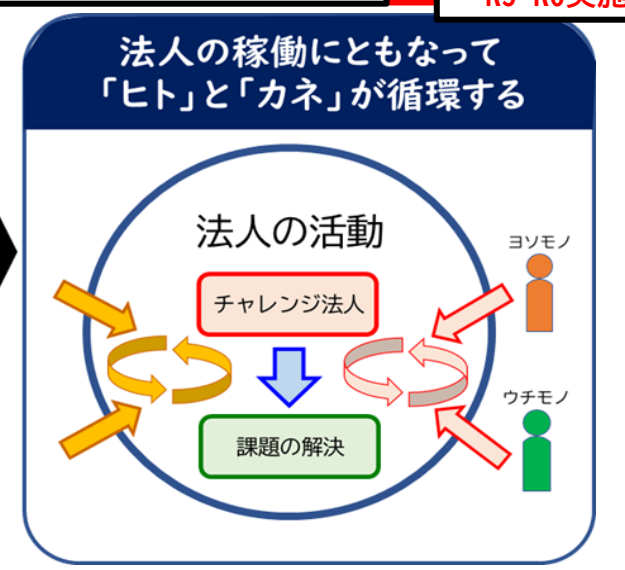 法人の稼働にともなって
「ヒト」と「カネ」が循環する
法人の活動
チャレンジ法人
課題の解決
ヨソモノ
ウチモノ